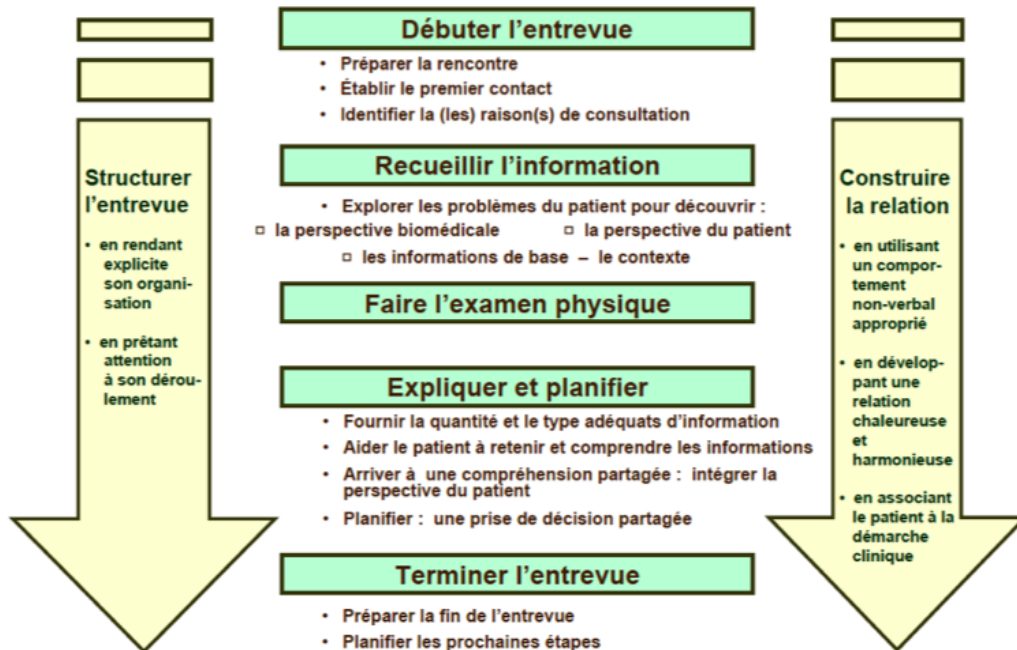 Débuter l'entrevue
• Préparer la rencontre
• Établir le premier contact
• Identifier la (les) raison(s) de consultation
Structurer
l'entrevue
• en rendant
explicite
son organi-
sation
• en prêtant
attention
à son dérou-
lement
Recueillir l'information
• Explorer les problèmes du patient pour découvrir :
□ la perspective biomédicale □ la perspective du patient
□ les informations de base – le contexte
Faire l'examen physique
Expliquer et planifier
• Fournir la quantité et le type adéquats d'information
• Aider le patient à retenir et comprendre les informations
• Arriver à une compréhension partagée : intégrer la
perspective du patient
• Planifier : une prise de décision partagée
Terminer l'entrevue
• Préparer la fin de l'entrevue
• Planifier les prochaines étapes
Construire
la relation
• en utilisant
un compor-
tement
non-verbal
approprié
• en dévelop-
pant une
relation
chaleureuse
et
harmonieuse
• en associant
le patient à la
démarche
clinique